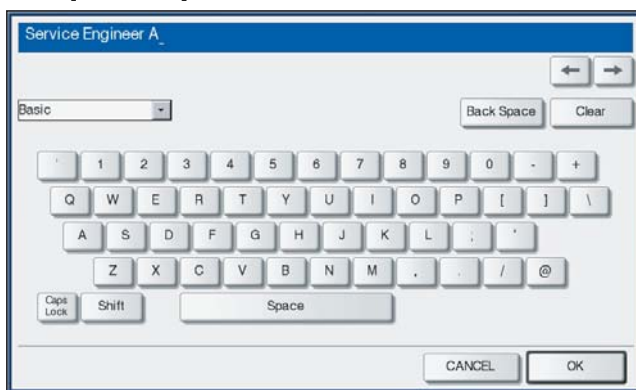 Service Engineer A_
← →
Basic Back Space Clear
' 1 2 3 4 5 6 7 8 9 0 - +
Q W E R T Y U I O P [ ] \
A S D F G H J K L ; '
Z X C V B N M , . / @
Caps Lock Shift Space
CANCEL OK